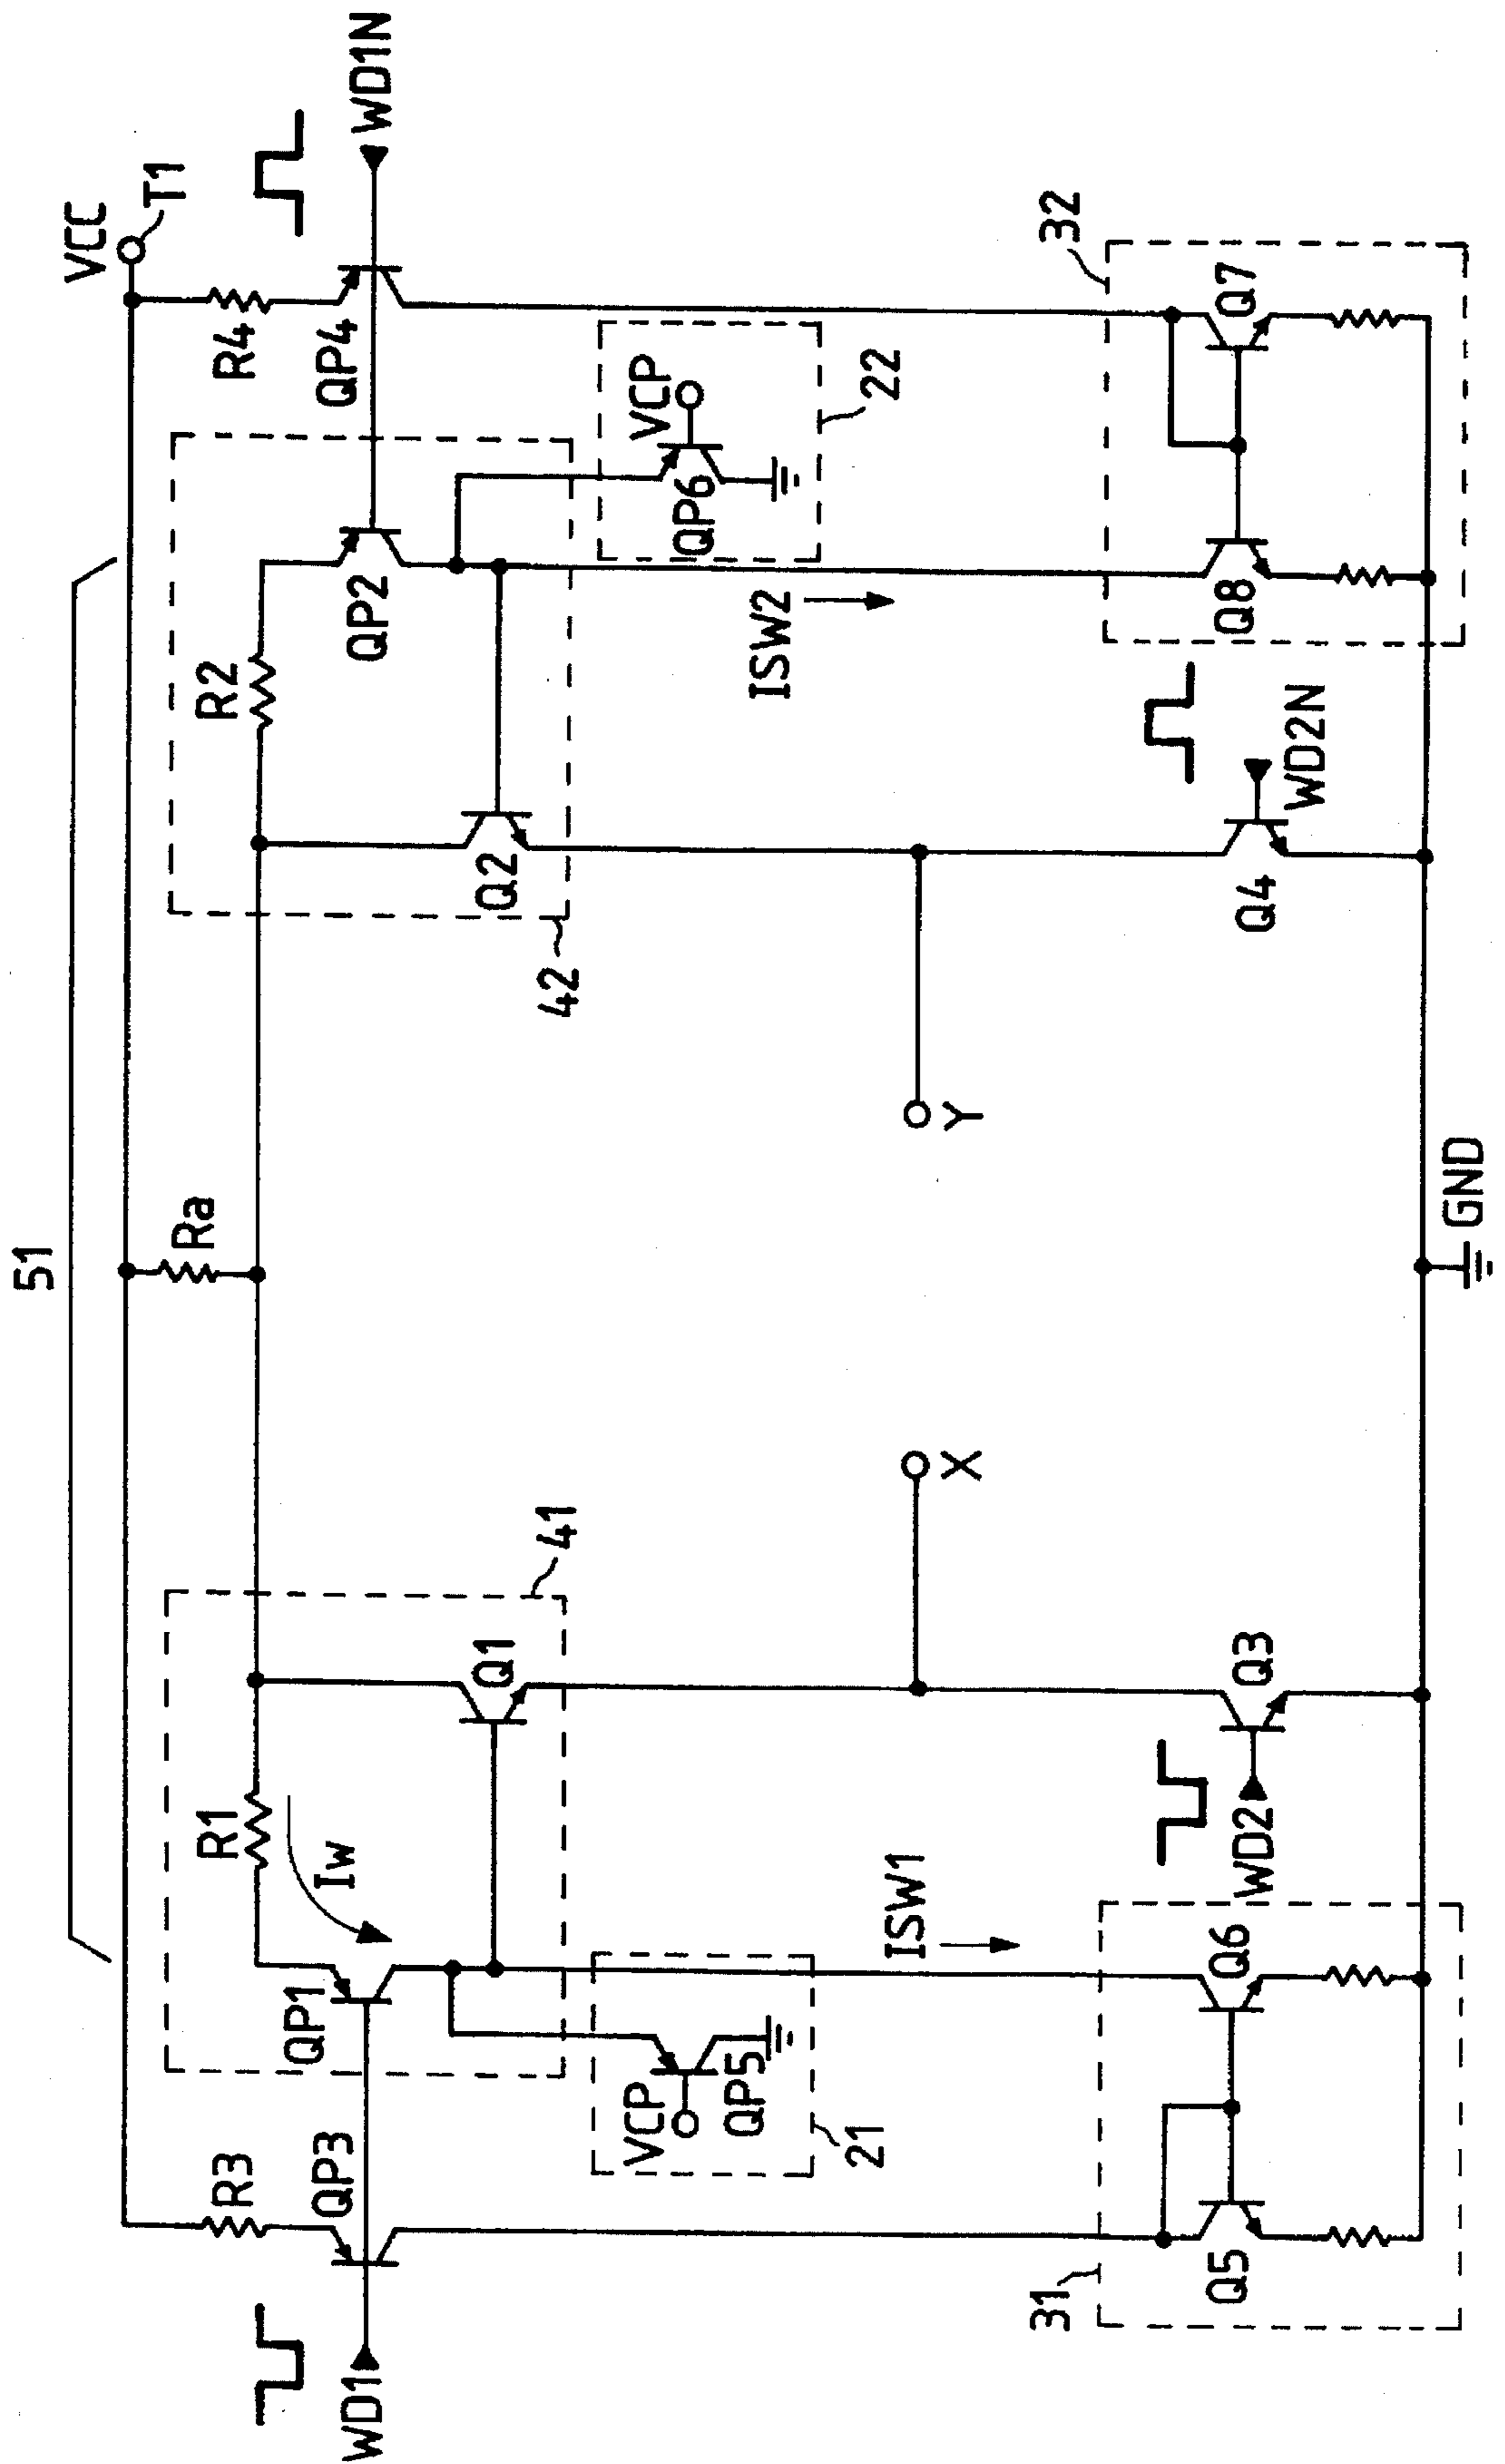 51
VCC
T1
R3
R1
Ra
R2
R4
WD1
QP3
QP1
Iw
41
Q1
42
Q2
QP2
QP4
WD1N
VCP
QP5
21
VCP
QP6
22
ISW1
X
Y
ISW2
31
Q5
Q6
WD2
Q3
Q4
WD2N
Q8
Q7
32
GND